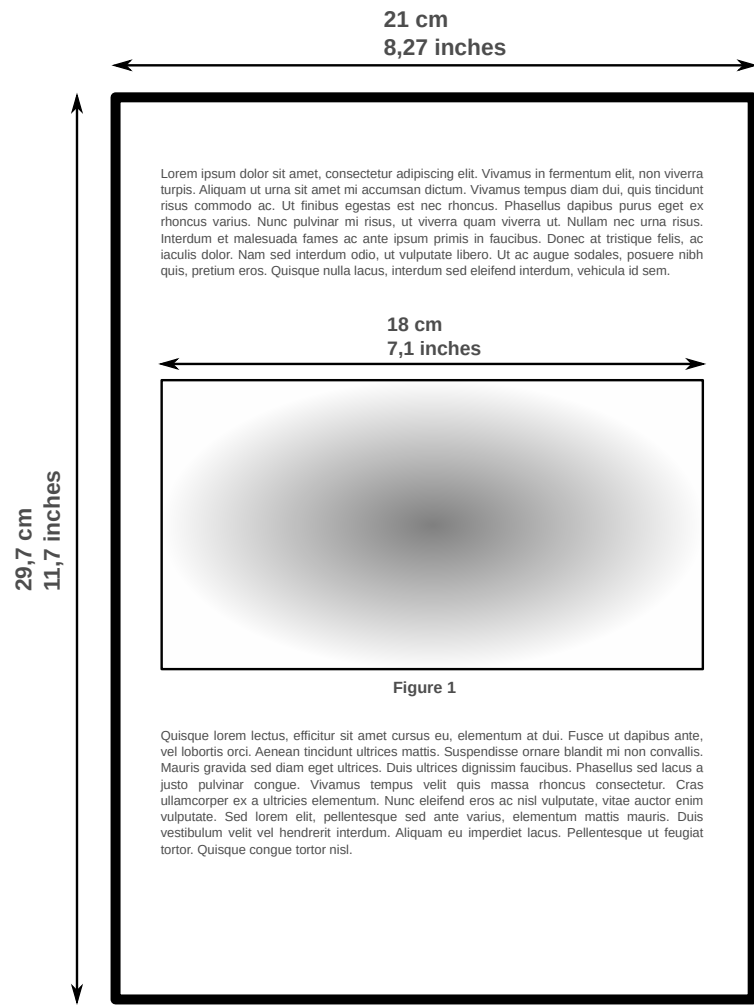 21 cm
8,27 inches
Lorem ipsum dolor sit amet, consectetur adipiscing elit. Vivamus in fermentum elit, non viverra
turpis. Aliquam ut urna sit amet mi accumsan dictum. Vivamus tempus diam dui, quis tincidunt
risus commodo ac. Ut finibus egestas est nec rhoncus. Phasellus dapibus purus eget ex
rhoncus varius. Nunc pulvinar mi risus, ut viverra quam viverra ut. Nullam nec urna risus.
Interdum et malesuada fames ac ante ipsum primis in faucibus. Donec at tristique felis, ac
iaculis dolor. Nam sed interdum odio, ut vulputate libero. Ut ac augue sodales, posuere nibh
quis, pretium eros. Quisque nulla lacus, interdum sed eleifend interdum, vehicula id sem.
18 cm
7,1 inches
29,7 cm
11,7 inches
Figure 1
Quisque lorem lectus, efficitur sit amet cursus eu, elementum at dui. Fusce ut dapibus ante,
vel lobortis orci. Aenean tincidunt ultrices mattis. Suspendisse ornare blandit mi non convallis.
Mauris gravida sed diam eget ultrices. Duis ultrices dignissim faucibus. Phasellus sed lacus a
justo pulvinar congue. Vivamus tempus velit quis massa rhoncus consectetur. Cras
ullamcorper ex a ultricies elementum. Nunc eleifend eros ac nisl vulputate, vitae auctor enim
vulputate. Sed lorem elit, pellentesque sed ante varius, elementum mattis mauris. Duis
vestibulum velit vel hendrerit interdum. Aliquam eu imperdiet lacus. Pellentesque ut feugiat
tortor. Quisque congue tortor nisl.